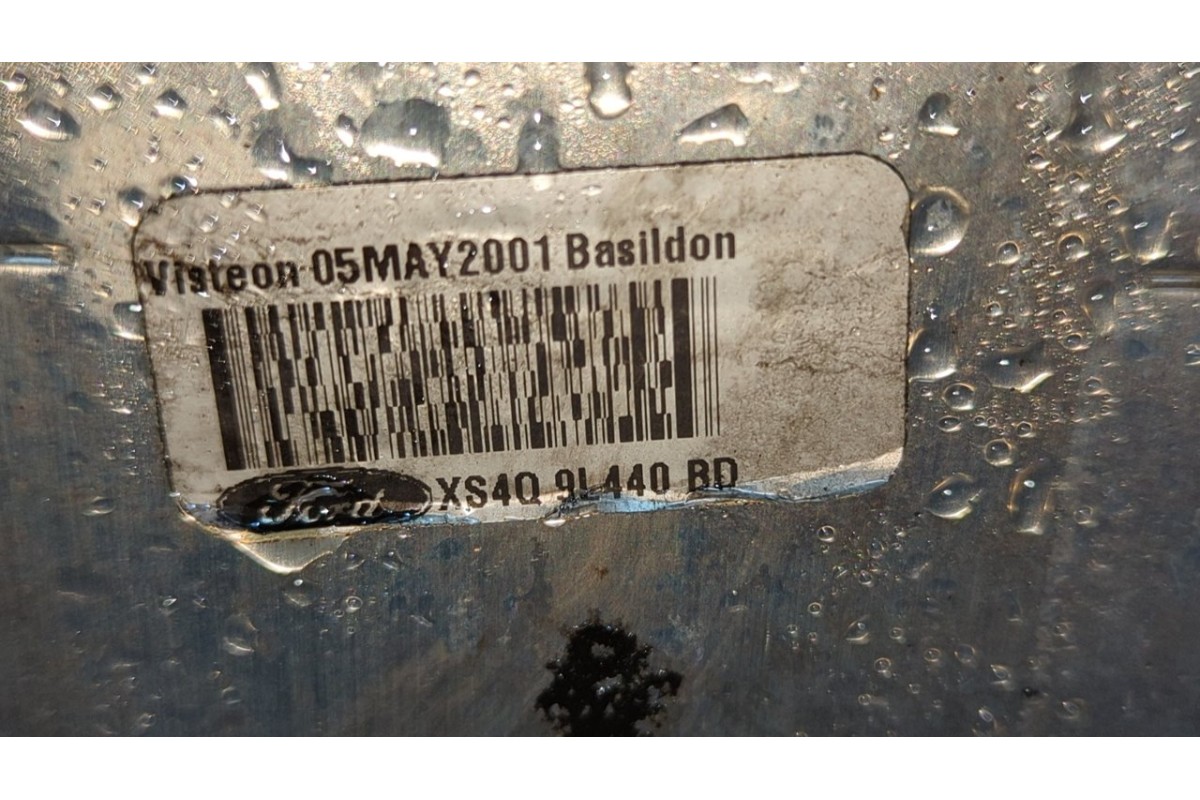 Visteon 05MAY2001 Basildon
Ford XS4Q 9L440 BD